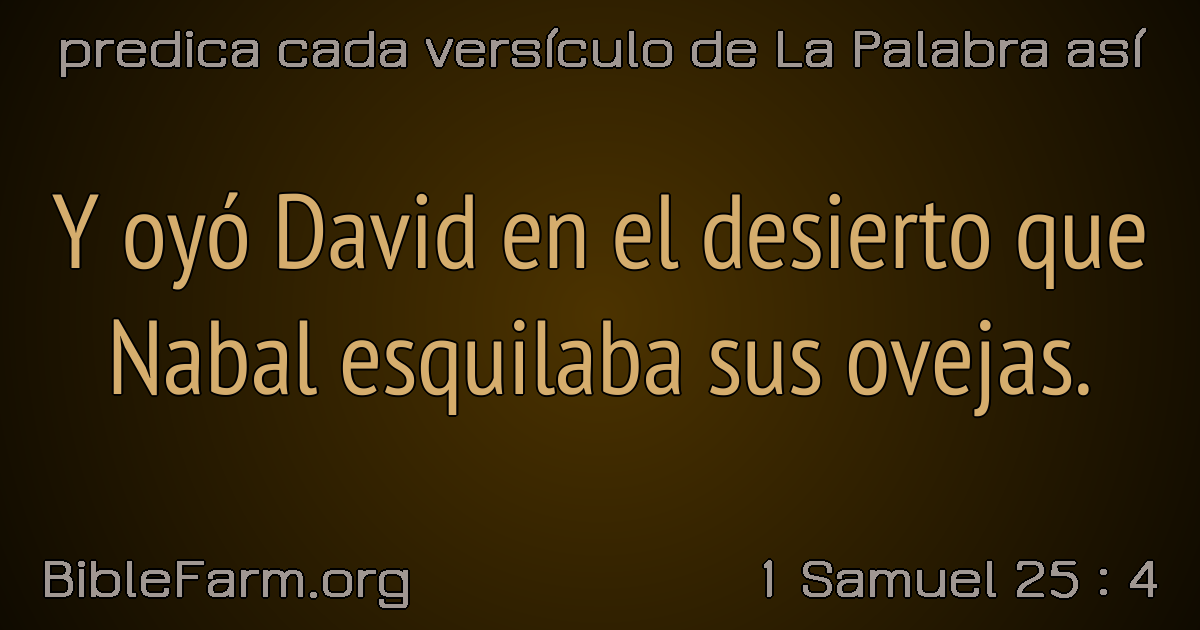 predica cada versículo de La Palabra así
Y oyó David en el desierto que
Nabal esquilaba sus ovejas.
BibleFarm.org
1 Samuel 25 : 4